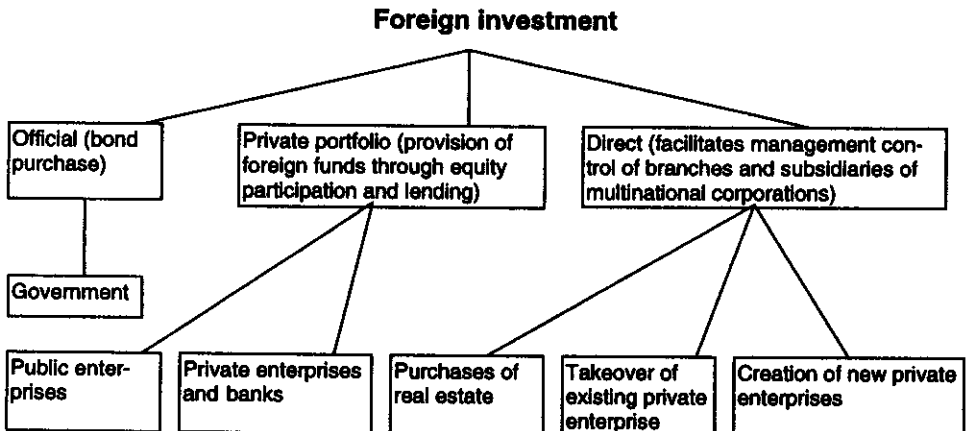 Foreign investment
Official (bond
purchase)
Private portfolio (provision of
foreign funds through equity
participation and lending)
Direct (facilitates management con-
trol of branches and subsidiaries of
multinational corporations)
Government
Public enter-
prises
Private enterprises
and banks
Purchases of
real estate
Takeover of
existing private
enterprise
Creation of new private
enterprises